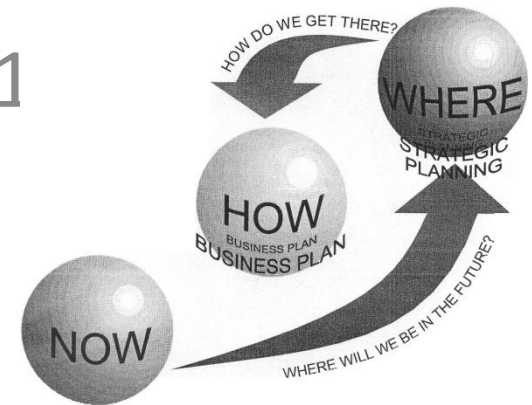 1
HOW DO WE GET THERE?
WHERE
STRATEGIC
STRATEGIC
PLANNING
HOW
BUSINESS PLAN
BUSINESS PLAN
NOW
WHERE WILL WE BE IN THE FUTURE?